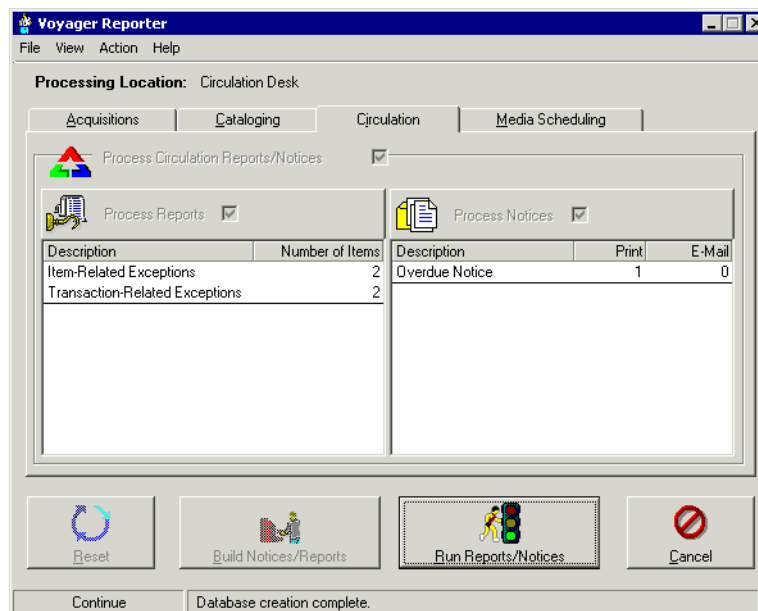 Voyager Reporter
File View Action Help
Processing Location: Circulation Desk
Acquisitions Cataloging Circulation Media Scheduling
Process Circulation Reports/Notices
Process Reports Process Notices
Description Number of Items Description Print E-Mail
Item-Related Exceptions 2 Overdue Notice 1 0
Transaction-Related Exceptions 2
Reset Build Notices/Reports Run Reports/Notices Cancel
Continue Database creation complete.